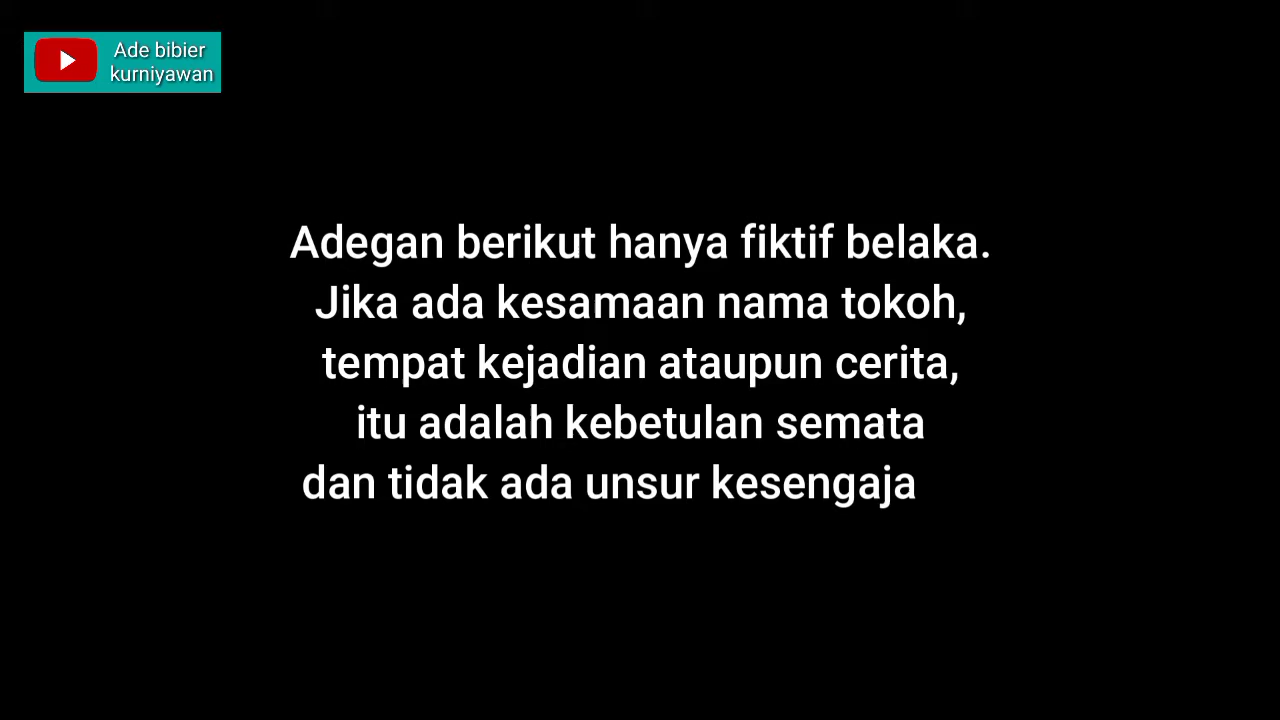 Ade bibier
kurniyawan
Adegan berikut hanya fiktif belaka.
Jika ada kesamaan nama tokoh,
tempat kejadian ataupun cerita,
itu adalah kebetulan semata
dan tidak ada unsur kesengaja